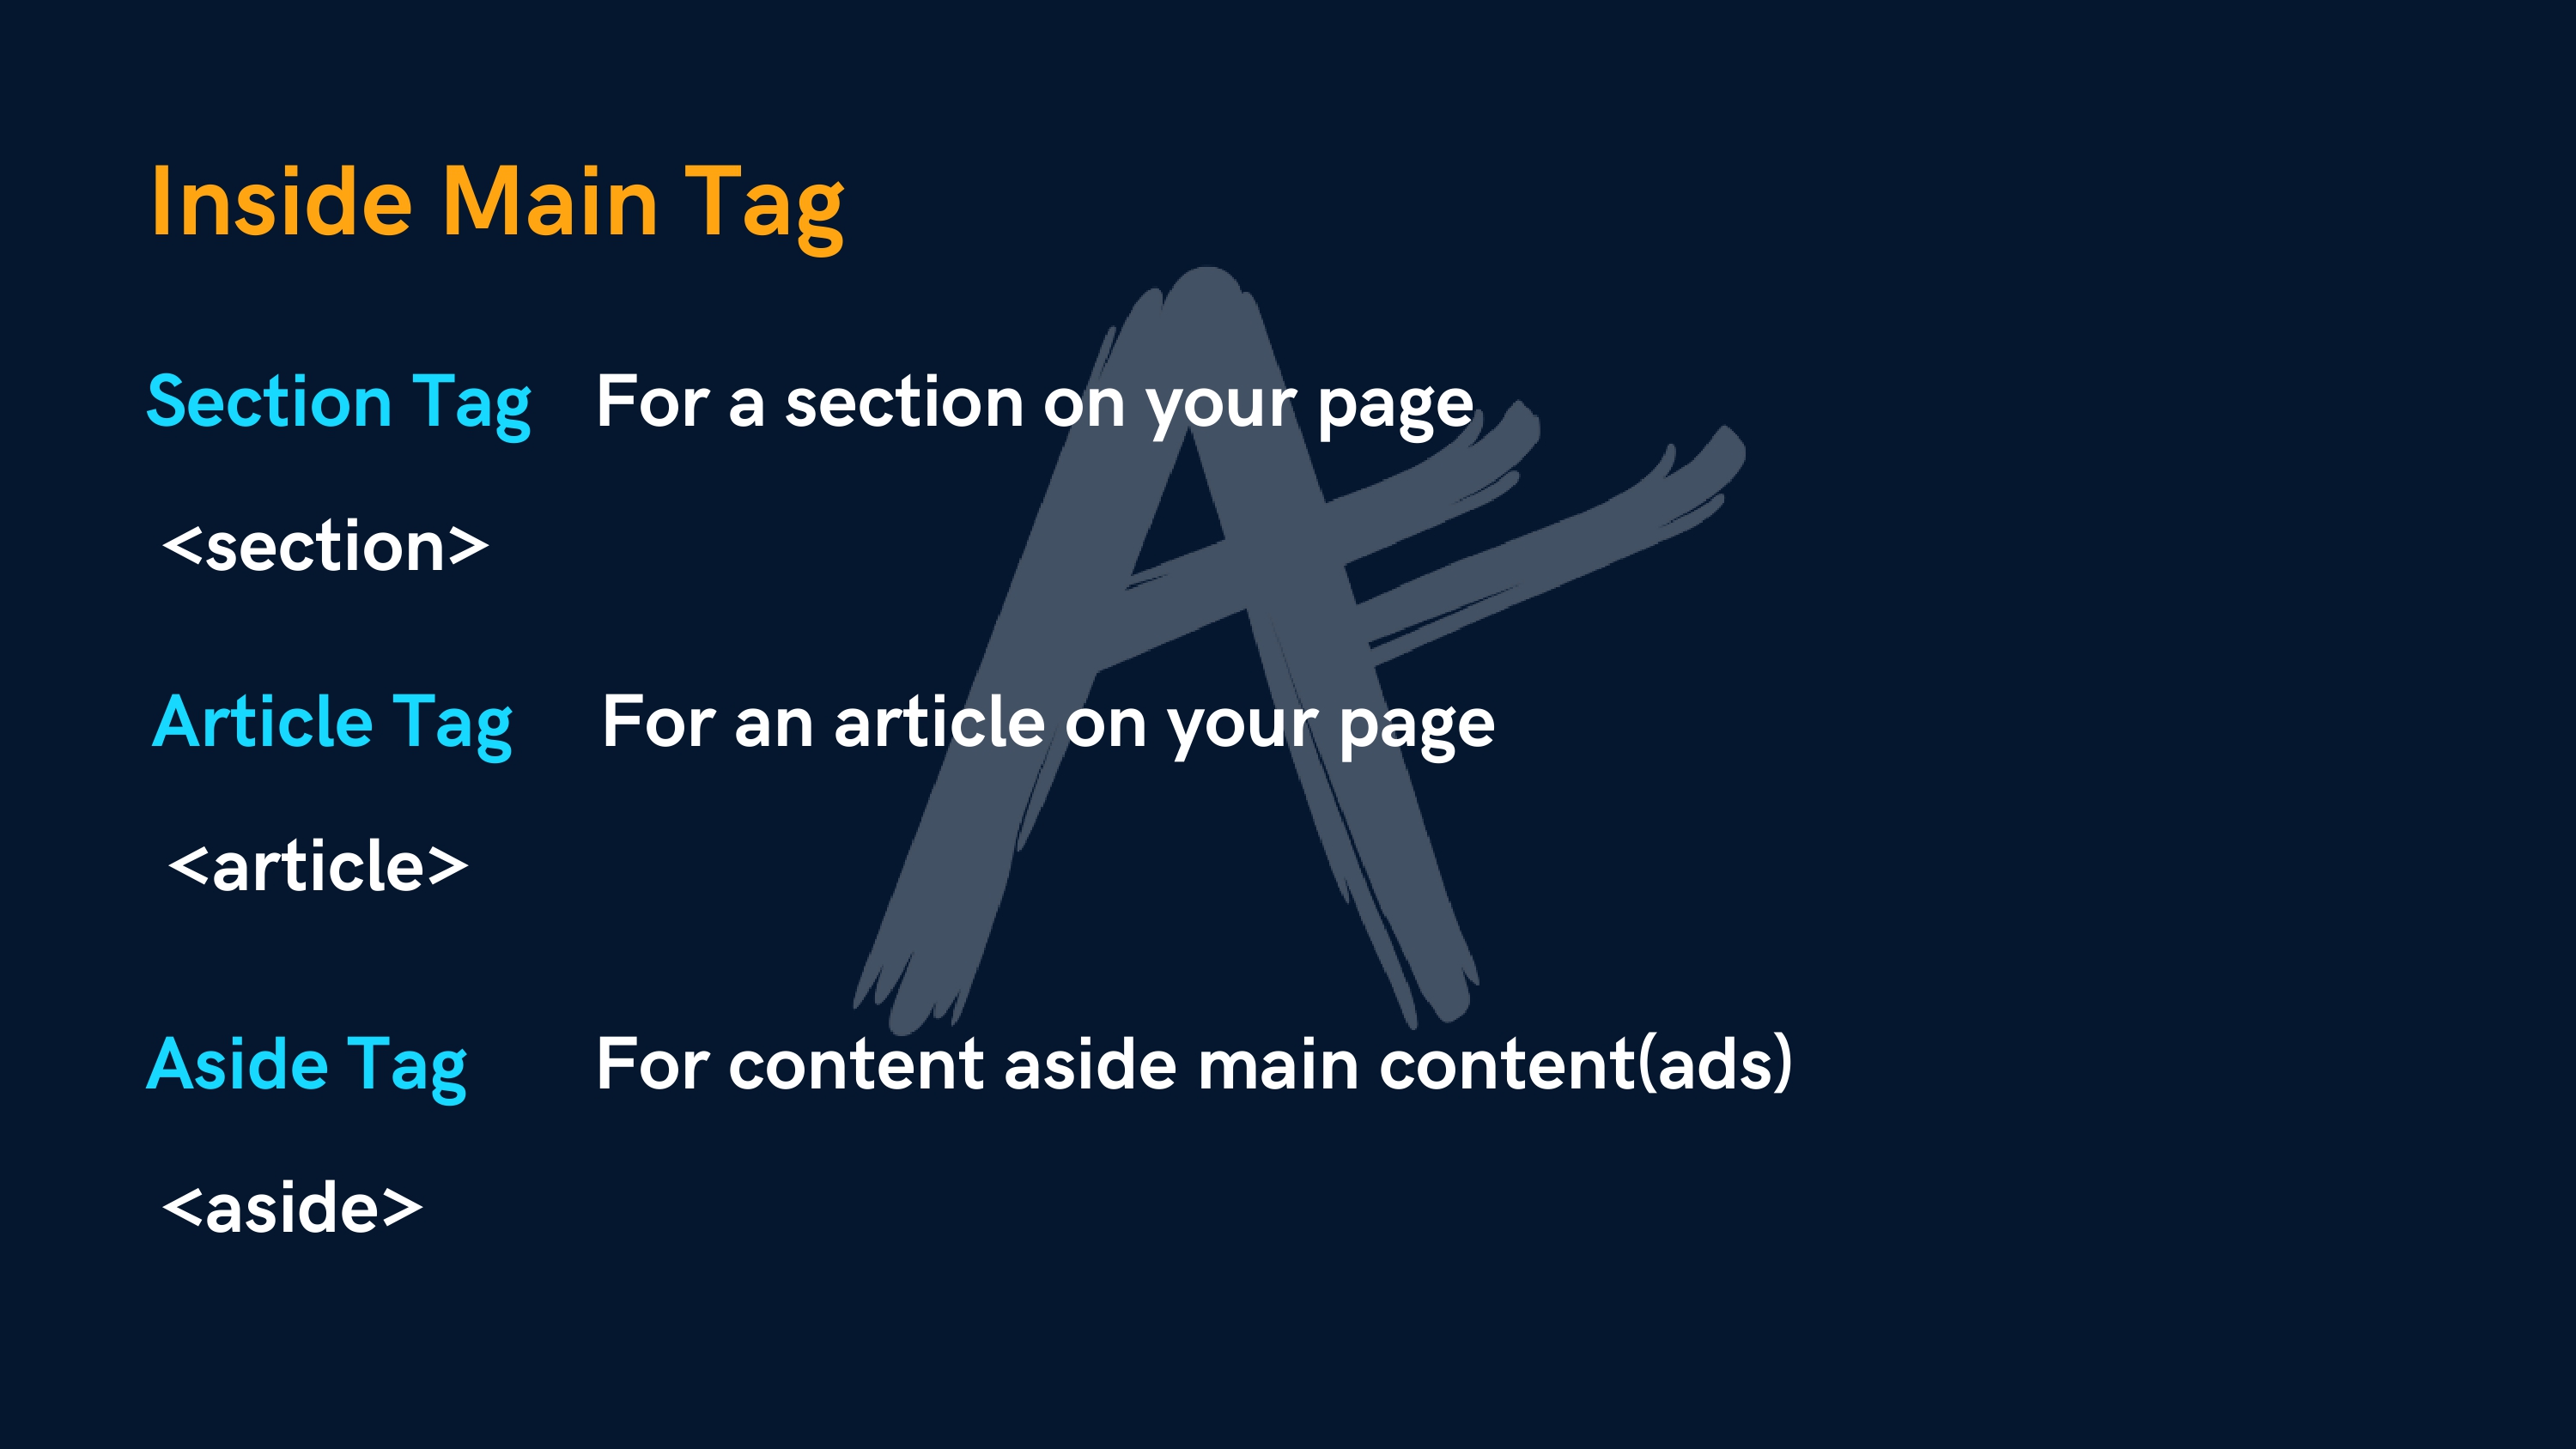 Inside Main Tag
Section Tag For a section on your page
<section>
Article Tag For an article on your page
<article>
Aside Tag For content aside main content(ads)
<aside>